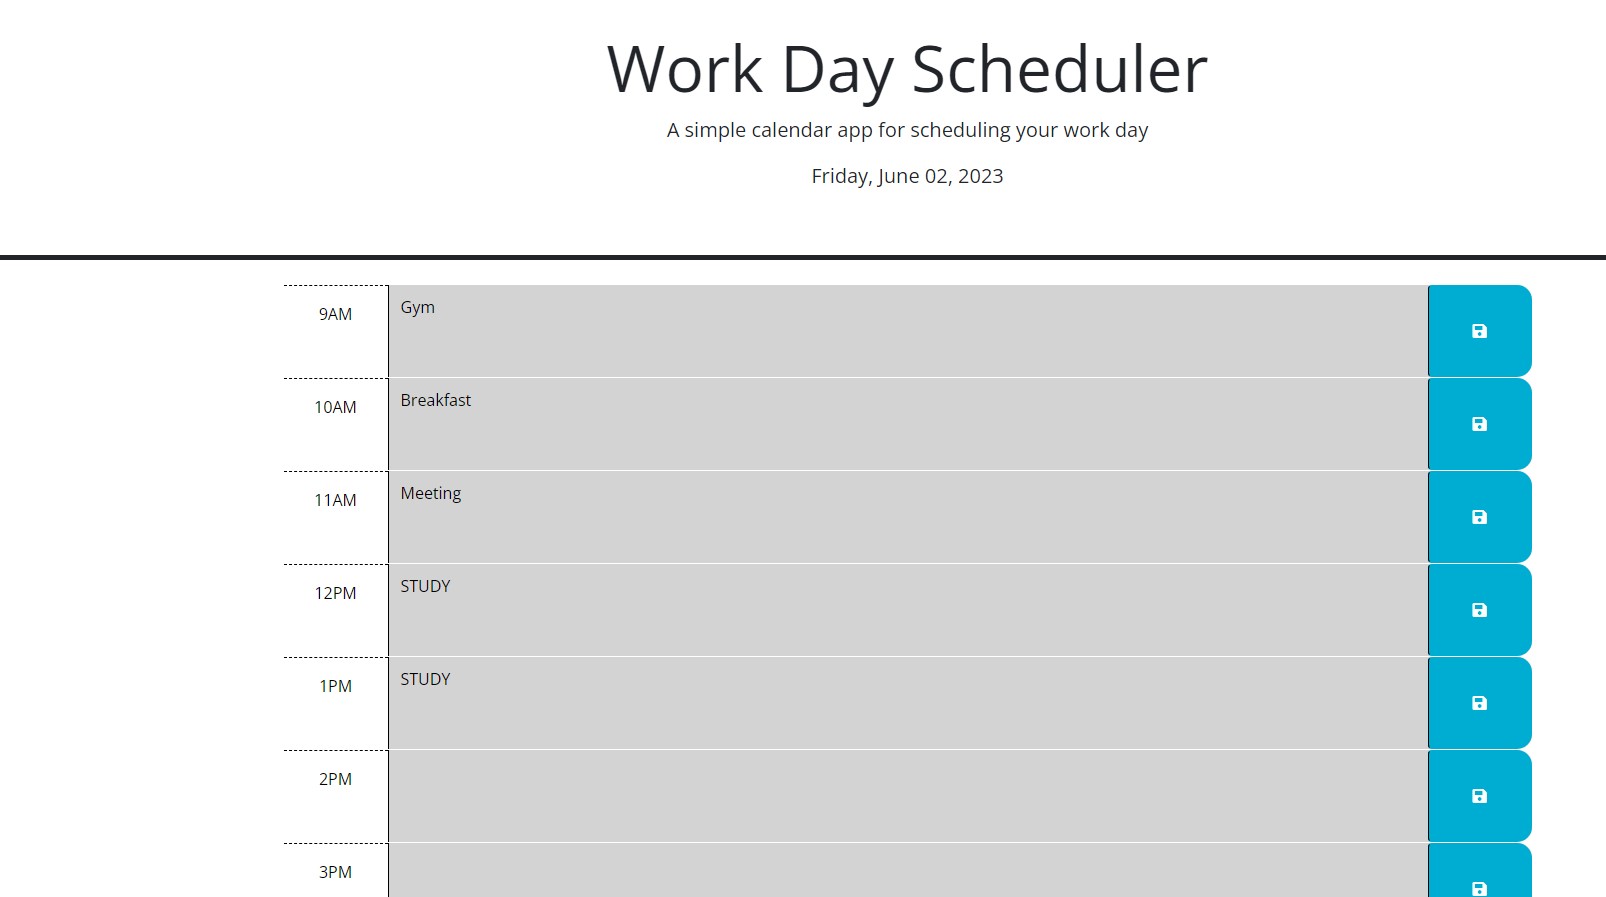 Work Day Scheduler
A simple calendar app for scheduling your work day
Friday, June 02, 2023
9AM
Gym
10AM
Breakfast
11AM
Meeting
12PM
STUDY
1PM
STUDY
2PM
3PM